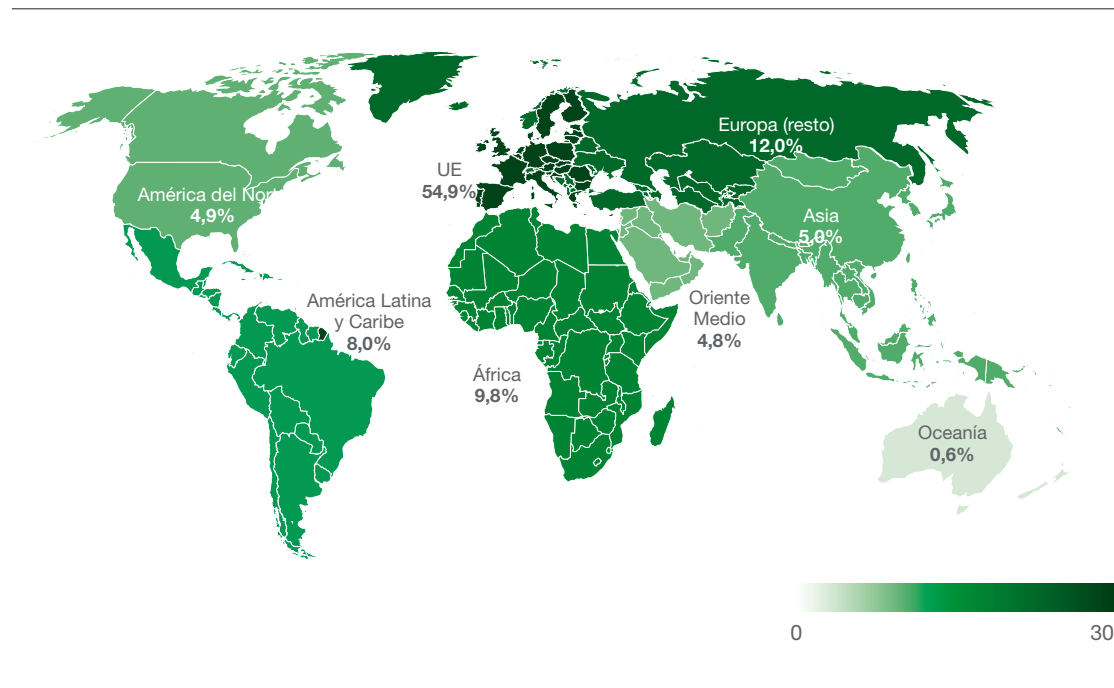 Europa (resto)
12,0%
UE
54,9%
América del Norte
4,9%
Asia
5,0%
América Latina
y Caribe
8,0%
Oriente
Medio
4,8%
África
9,8%
Oceanía
0,6%
0
30